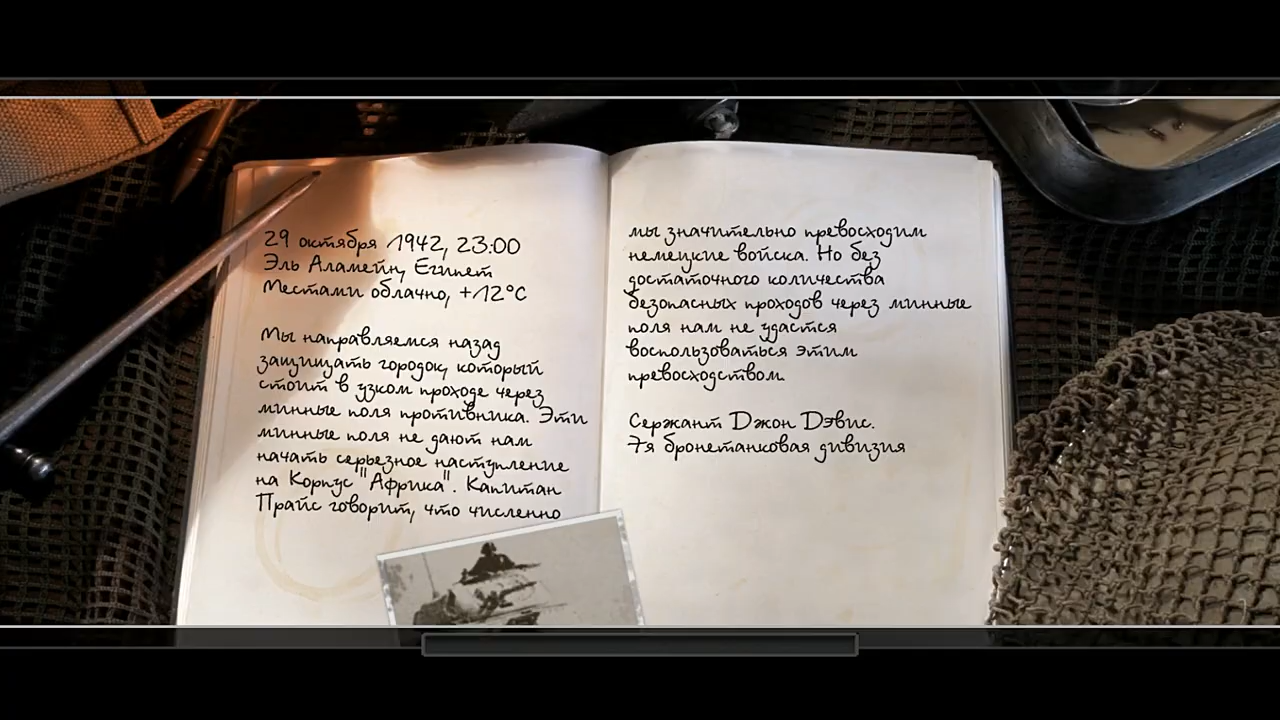 29 октября 1942, 23:00
Эль Аламейн, Египет
Местами облачно, +12°C
Мы направляемся назад
защищать городок, который
стоит в узком проходе через
минные поля противника. Эти
минные поля не дают нам
начать серьезное наступление
на Корпус "Африка". Капитан
Прайс говорит, что численно
мы значительно превосходим
немецкие войска. Но без
достаточного количества
безопасных проходов через минные
поля нам не удастся
воспользоваться этим
превосходством.
Сержант Джон Дэвис.
7я бронетанковая дивизия